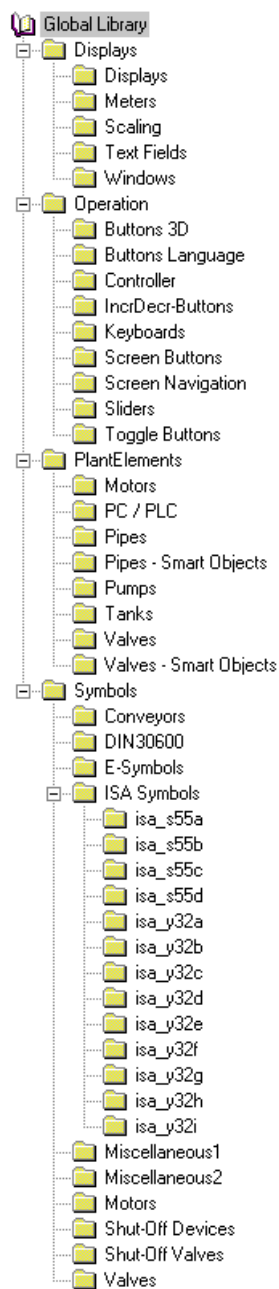 Global Library
Displays
Displays
Meters
Scaling
Text Fields
Windows
Operation
Buttons 3D
Buttons Language
Controller
IncrDecr-Buttons
Keyboards
Screen Buttons
Screen Navigation
Sliders
Toggle Buttons
PlantElements
Motors
PC / PLC
Pipes
Pipes - Smart Objects
Pumps
Tanks
Valves
Valves - Smart Objects
Symbols
Conveyors
DIN30600
E-Symbols
ISA Symbols
isa_s55a
isa_s55b
isa_s55c
isa_s55d
isa_y32a
isa_y32b
isa_y32c
isa_y32d
isa_y32e
isa_y32f
isa_y32g
isa_y32h
isa_y32i
Miscellaneous1
Miscellaneous2
Motors
Shut-Off Devices
Shut-Off Valves
Valves